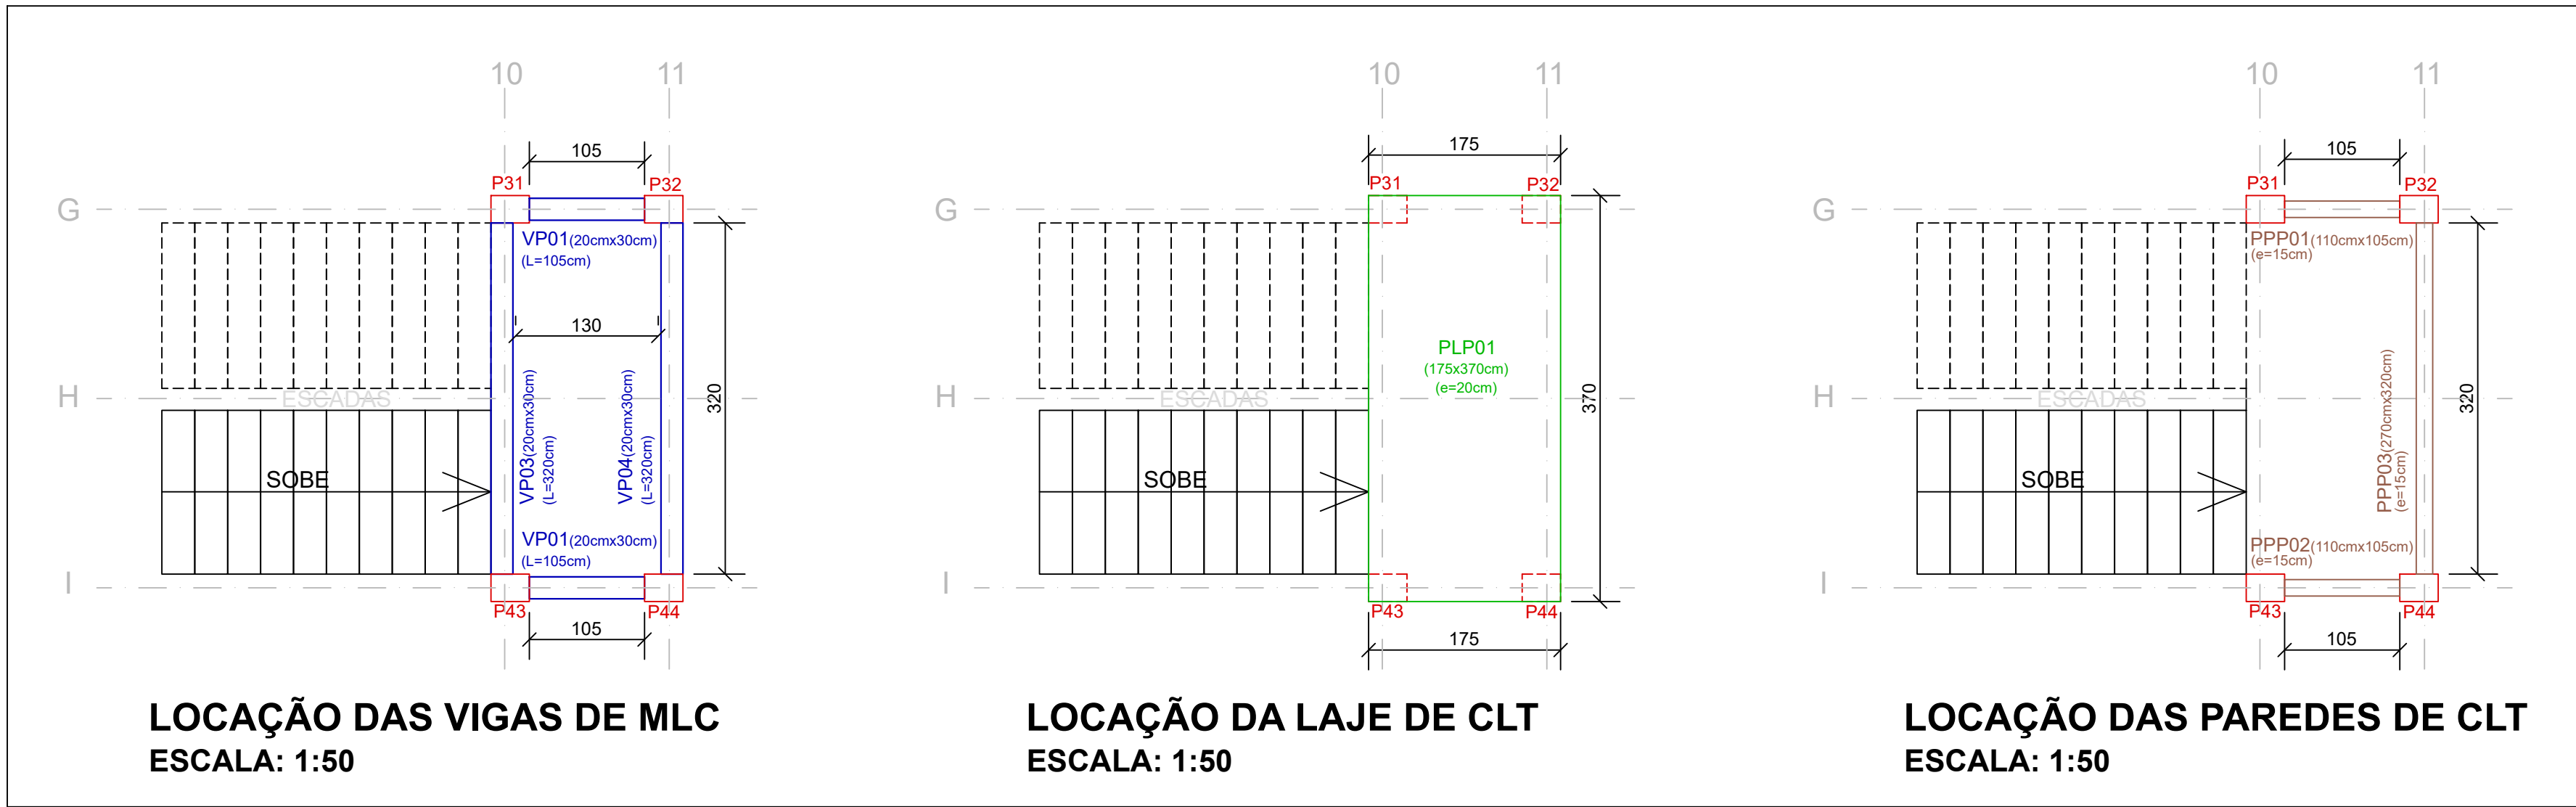 10
11
105
P31
P32
G
VP01(20cmx30cm)
(L=105cm)
130
H
ESCADAS
320
VP03(20cmx30cm)
(L=320cm)
VP04(20cmx30cm)
(L=320cm)
SOBE
VP01(20cmx30cm)
(L=105cm)
I
P43
P44
105
LOCAÇÃO DAS VIGAS DE MLC
ESCALA: 1:50
10
11
175
P31
P32
G
PLP01
(175x370cm)
(e=20cm)
H
ESCADAS
370
SOBE
I
P43
P44
175
LOCAÇÃO DA LAJE DE CLT
ESCALA: 1:50
10
11
105
P31
P32
G
PPP01(110cmx105cm)
(e=15cm)
H
ESCADAS
320
PPP03(270cmx320cm)
(e=15cm)
SOBE
PPP02(110cmx105cm)
(e=15cm)
I
P43
P44
105
LOCAÇÃO DAS PAREDES DE CLT
ESCALA: 1:50